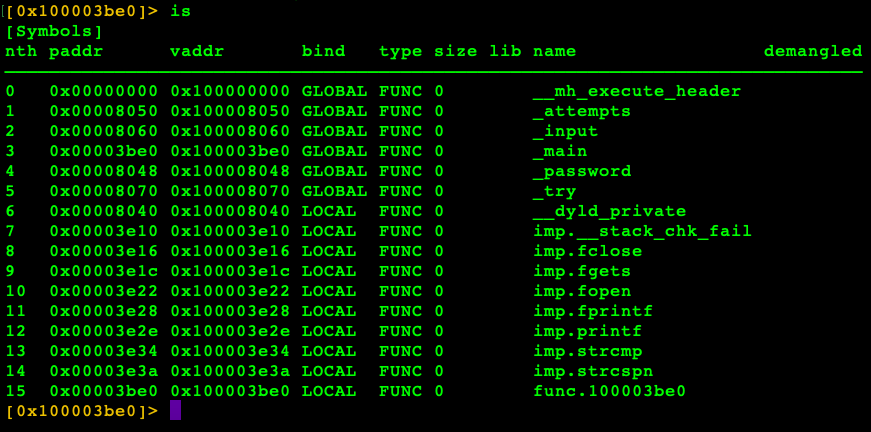 [0x100003be0]> is
[Symbols]
nth paddr      vaddr       bind   type size lib name                 demangled
0   0x00000000 0x100000000 GLOBAL FUNC 0        __mh_execute_header
1   0x00008050 0x100008050 GLOBAL FUNC 0        _attempts
2   0x00008060 0x100008060 GLOBAL FUNC 0        _input
3   0x00003be0 0x100003be0 GLOBAL FUNC 0        _main
4   0x00008048 0x100008048 GLOBAL FUNC 0        _password
5   0x00008070 0x100008070 GLOBAL FUNC 0        _try
6   0x00008040 0x100008040 LOCAL  FUNC 0        __dyld_private
7   0x00003e10 0x100003e10 LOCAL  FUNC 0        imp.__stack_chk_fail
8   0x00003e16 0x100003e16 LOCAL  FUNC 0        imp.fclose
9   0x00003e1c 0x100003e1c LOCAL  FUNC 0        imp.fgets
10  0x00003e22 0x100003e22 LOCAL  FUNC 0        imp.fopen
11  0x00003e28 0x100003e28 LOCAL  FUNC 0        imp.fprintf
12  0x00003e2e 0x100003e2e LOCAL  FUNC 0        imp.printf
13  0x00003e34 0x100003e34 LOCAL  FUNC 0        imp.strcmp
14  0x00003e3a 0x100003e3a LOCAL  FUNC 0        imp.strcspn
15  0x00003be0 0x100003be0 LOCAL  FUNC 0        func.100003be0
[0x100003be0]>